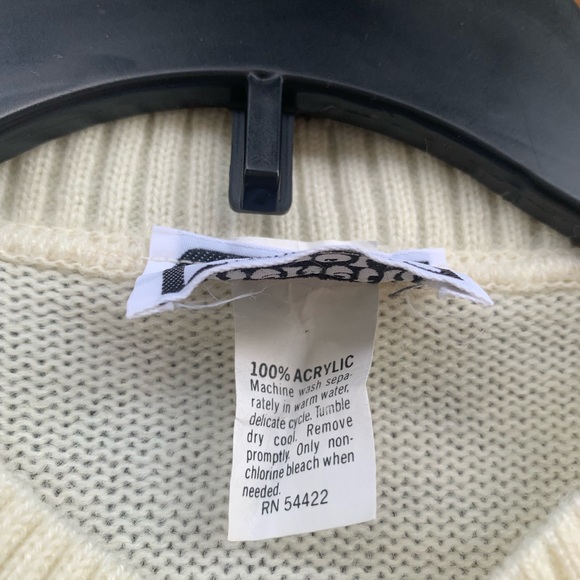 100% ACRYLIC
Machine wash sepa-
rately in warm water,
delicate cycle. Tumble
dry cool. Remove
promptly. Only non-
chlorine bleach when
needed.
RN 54422